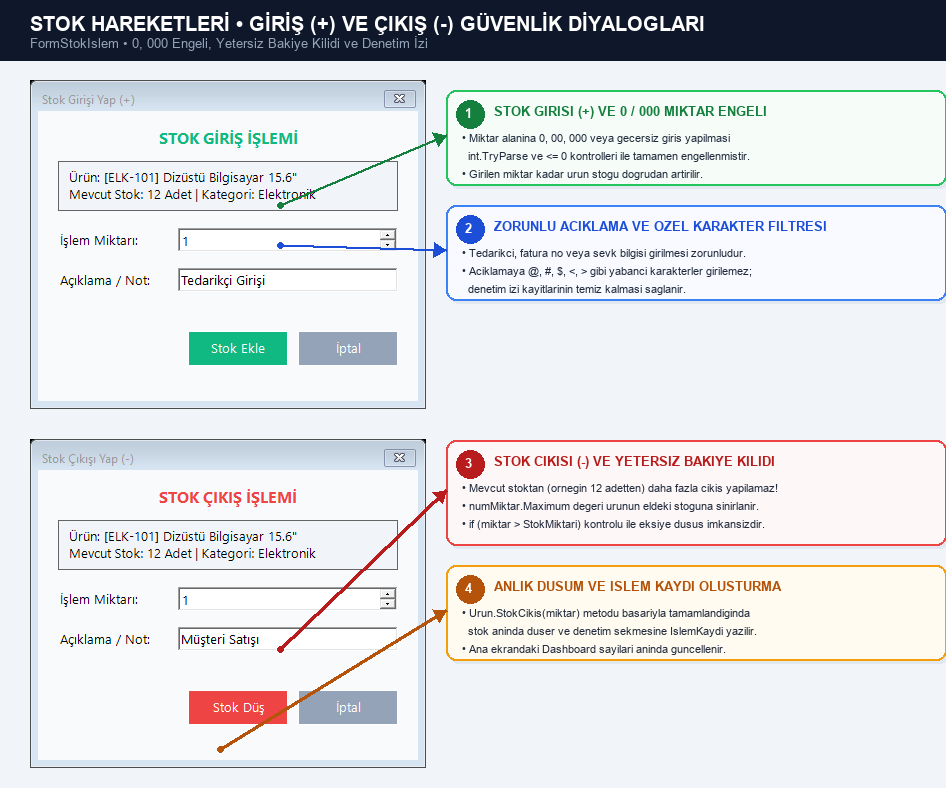 STOK HAREKETLERİ • GİRİŞ (+) VE ÇIKIŞ (-) GÜVENLİK DİYALOGLARI
FormStokIslem • 0, 000 Engeli, Yetersiz Bakiye Kilidi ve Denetim İzi
Stok Girişi Yap (+)
STOK GİRİŞ İŞLEMİ
Ürün: [ELK-101] Dizüstü Bilgisayar 15.6"
Mevcut Stok: 12 Adet | Kategori: Elektronik
İşlem Miktarı:
1
Açıklama / Not:
Tedarikçi Girişi
Stok Ekle
İptal
1
STOK GIRISI (+) VE 0 / 000 MIKTAR ENGELI
• Miktar alanina 0, 00, 000 veya gecersiz giris yapilmasi
int.TryParse ve <= 0 kontrolleri ile tamamen engellenmistir.
• Girilen miktar kadar urun stogu dogrudan artirilir.
2
ZORUNLU ACIKLAMA VE OZEL KARAKTER FILTRESI
• Tedarikci, fatura no veya sevk bilgisi girilmesi zorunludur.
• Aciklamaya @, #, $, <, > gibi yabanci karakterler girilemez;
denetim izi kayitlarinin temiz kalmasi saglanir.
Stok Çıkışı Yap (-)
STOK ÇIKIŞ İŞLEMİ
Ürün: [ELK-101] Dizüstü Bilgisayar 15.6"
Mevcut Stok: 12 Adet | Kategori: Elektronik
İşlem Miktarı:
1
Açıklama / Not:
Müşteri Satışı
Stok Düş
İptal
3
STOK CIKISI (-) VE YETERSIZ BAKIYE KILIDI
• Mevcut stoktan (ornegin 12 adetten) daha fazla cikis yapilamaz!
• numMiktar.Maximum degeri urunun eldeki stoguna sinirlanir.
• if (miktar > StokMiktari) kontrolu ile eksiye dusus imkansizdir.
4
ANLIK DUSUM VE ISLEM KAYDI OLUSTURMA
• Urun.StokCikis(miktar) metodu basariyla tamamlandiginda
stok aninda duser ve denetim sekmesine IslemKaydi yazilir.
• Ana ekrandaki Dashboard sayilari aninda guncellenir.